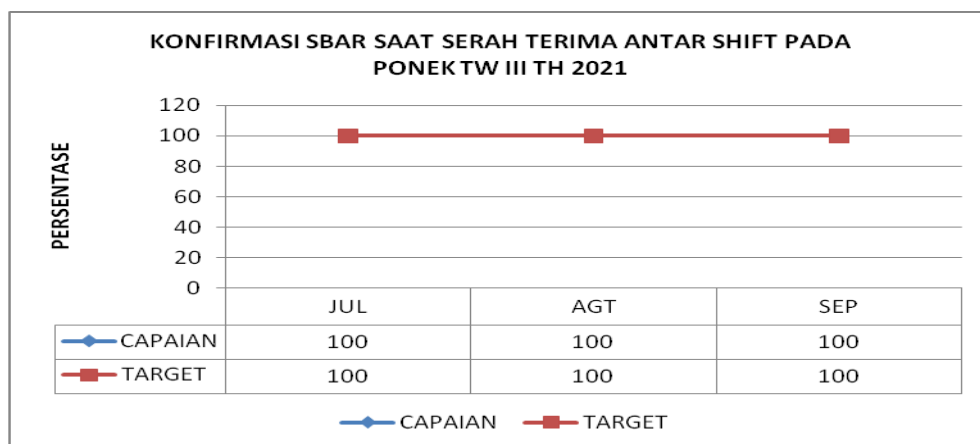 KONFIRMASI SBAR SAAT SERAH TERIMA ANTAR SHIFT PADA
PONEK TW III TH 2021
PERSENTASE
120
100
80
60
40
20
0
JUL AGT SEP
CAPAIAN 100 100 100
TARGET 100 100 100
CAPAIAN TARGET